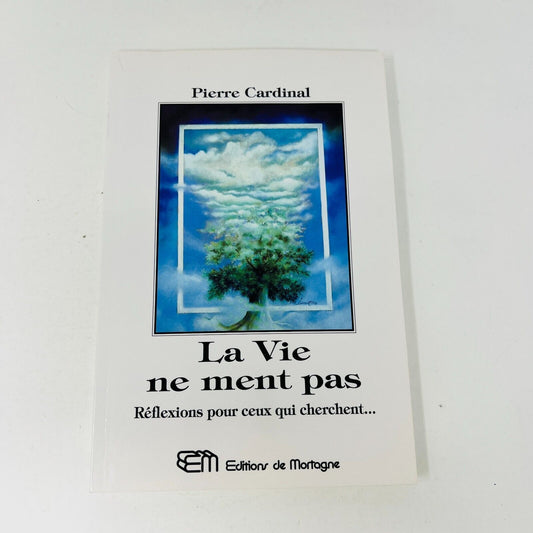 Pierre Cardinal
La Vie
ne ment pas
Réflexions pour ceux qui cherchent...
EM Editions de Mortagne